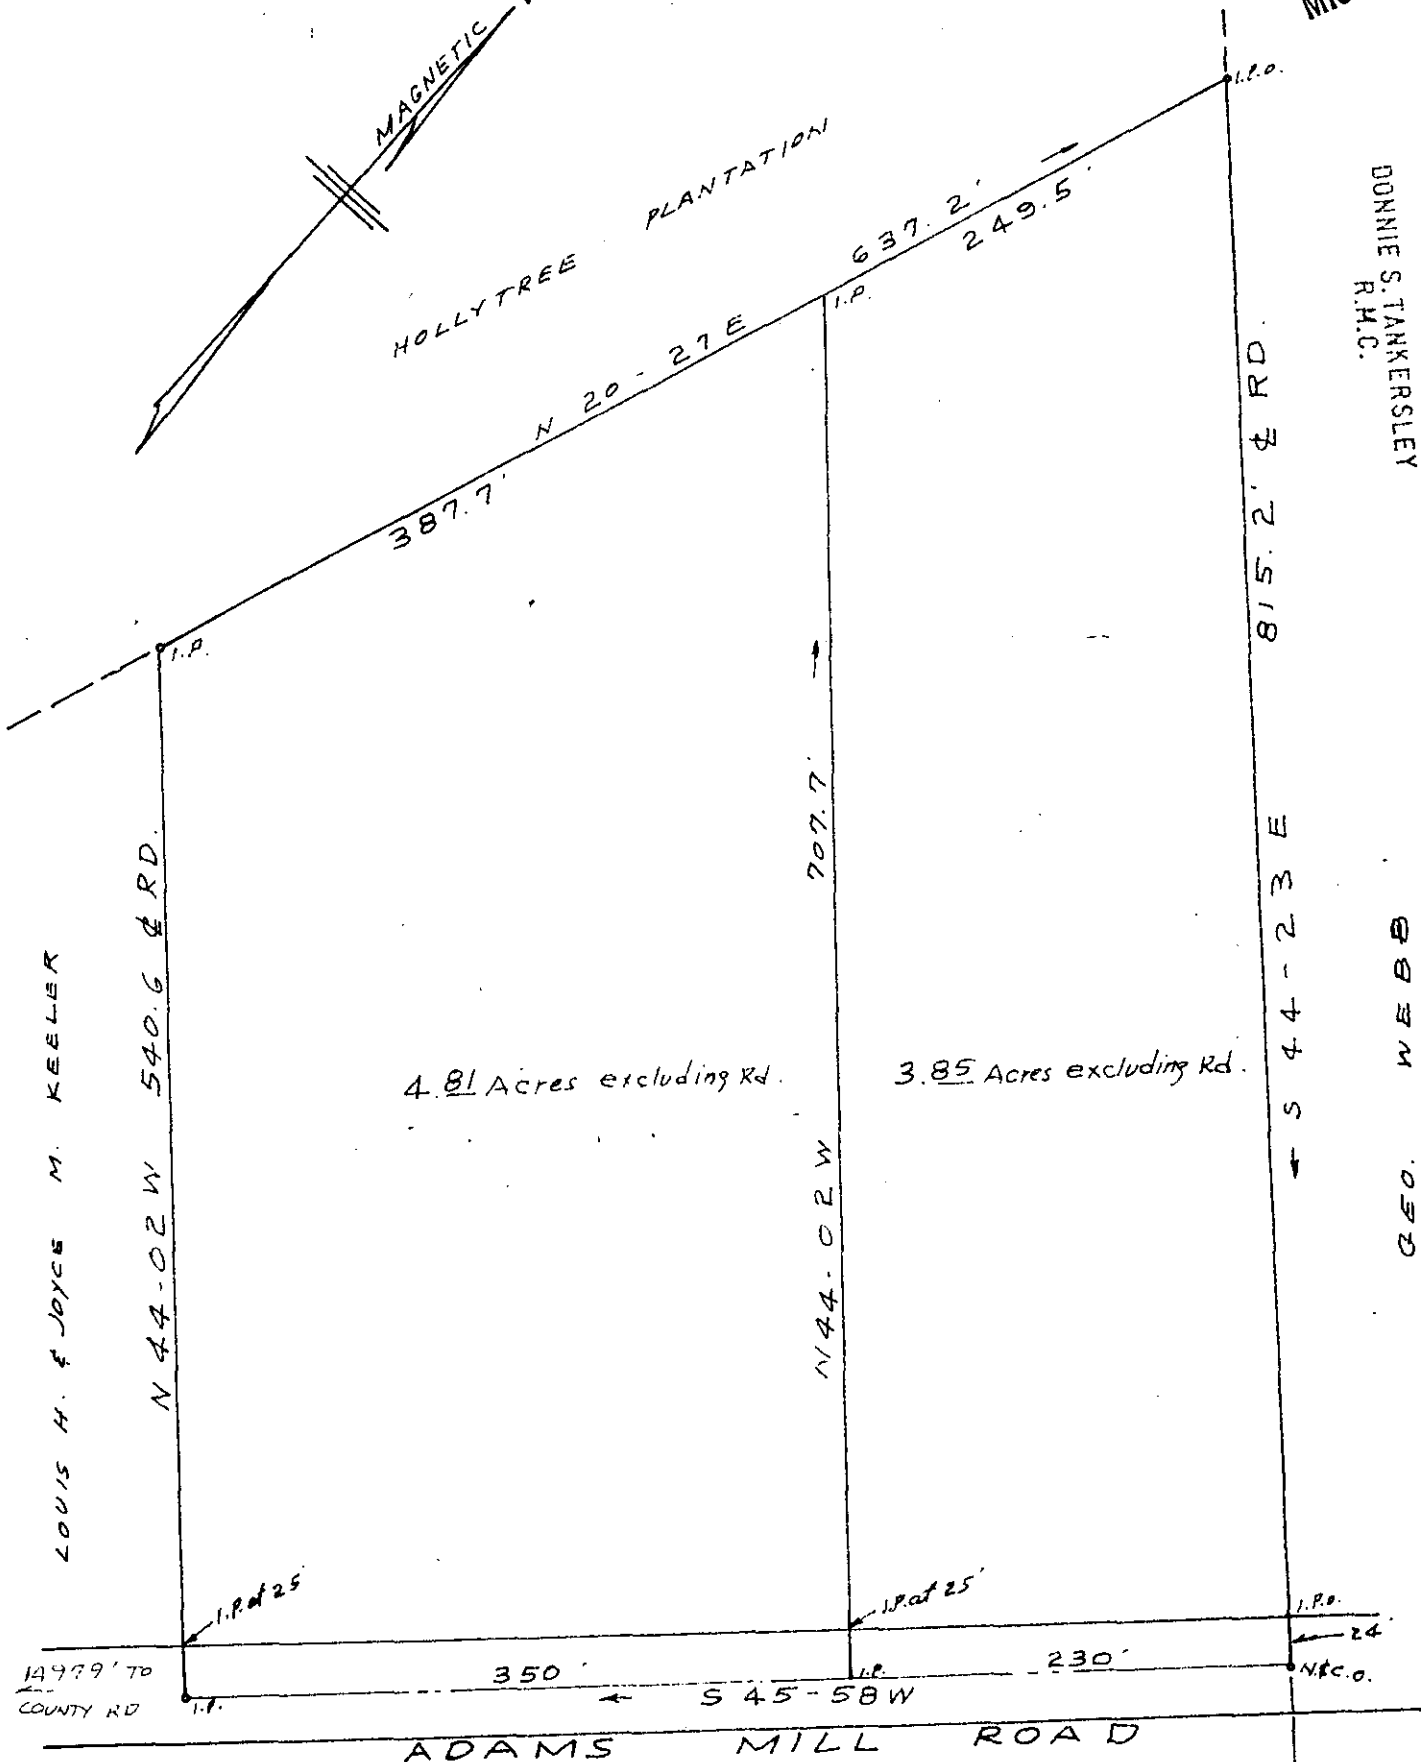 MAGNETIC
I.P.O.
HOLLYTREE PLANTATION
637.2'
249.5'
DONNIE S. TANKERSLEY
R.M.C.
I.P.
N 20-27 E
387.7'
I.P.
815.2' ℄ RD.
S 44-23 E
707.7'
N 44-02 W
N 44-02 W 540.6 ℄ RD.
LOUIS H. & JOYCE M. KEELER
4.81 Acres excluding Rd.
3.85 Acres excluding Rd.
GEO. WEBB
I.P. at 25'
I.P. at 25'
I.P.O.
24'
350'
I.P.
230'
N&C.O.
TO
COUNTY RD
I.P.
S 45-58 W
ADAMS MILL ROAD